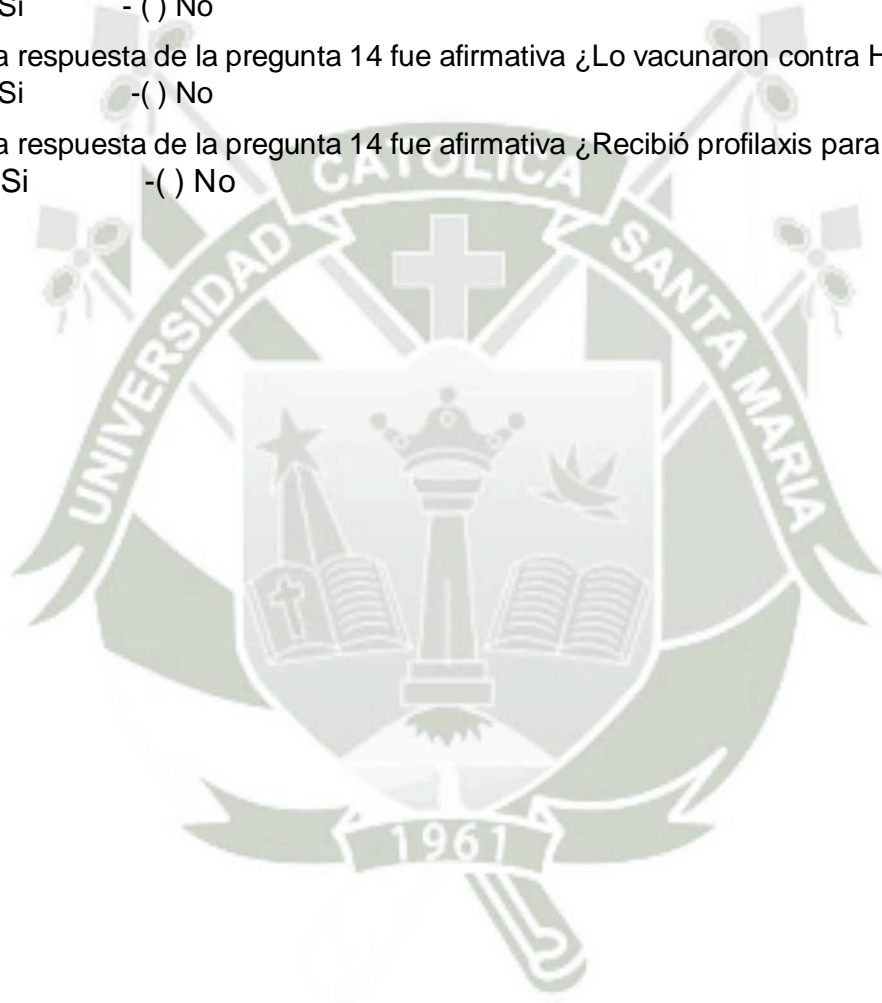 Si - ( ) No
a respuesta de la pregunta 14 fue afirmativa ¿Lo vacunaron contra H
Si -( ) No
a respuesta de la pregunta 14 fue afirmativa ¿Recibió profilaxis para
Si -( ) No
UNIVERSIDAD CATOLICA SANTA MARIA
1961